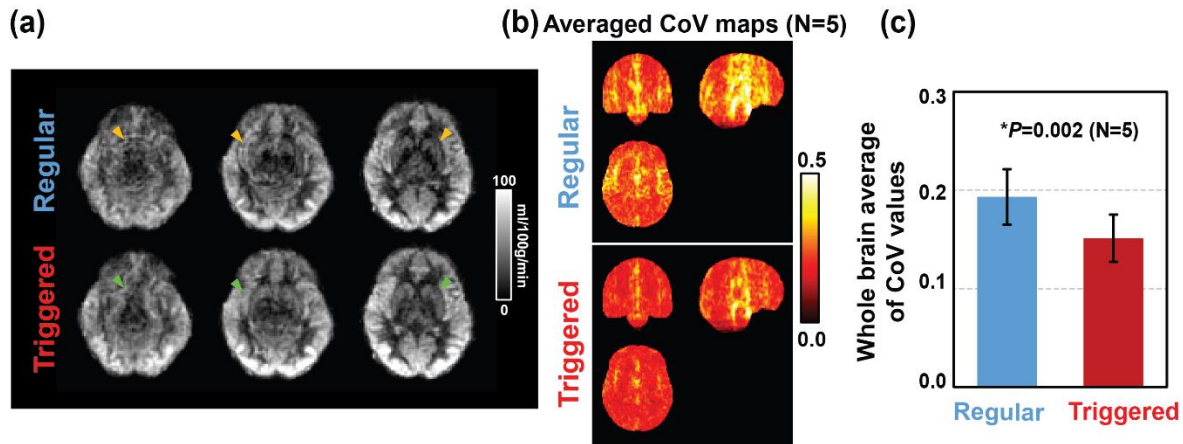 (a)
Regular
Triggered
100
ml/100g/min
0
(b) Averaged CoV maps (N=5)
Regular
Triggered
0.5
0.0
(c)
Whole brain average
of CoV values
0.3
0.2
0.1
0.0
*P=0.002 (N=5)
Regular
Triggered